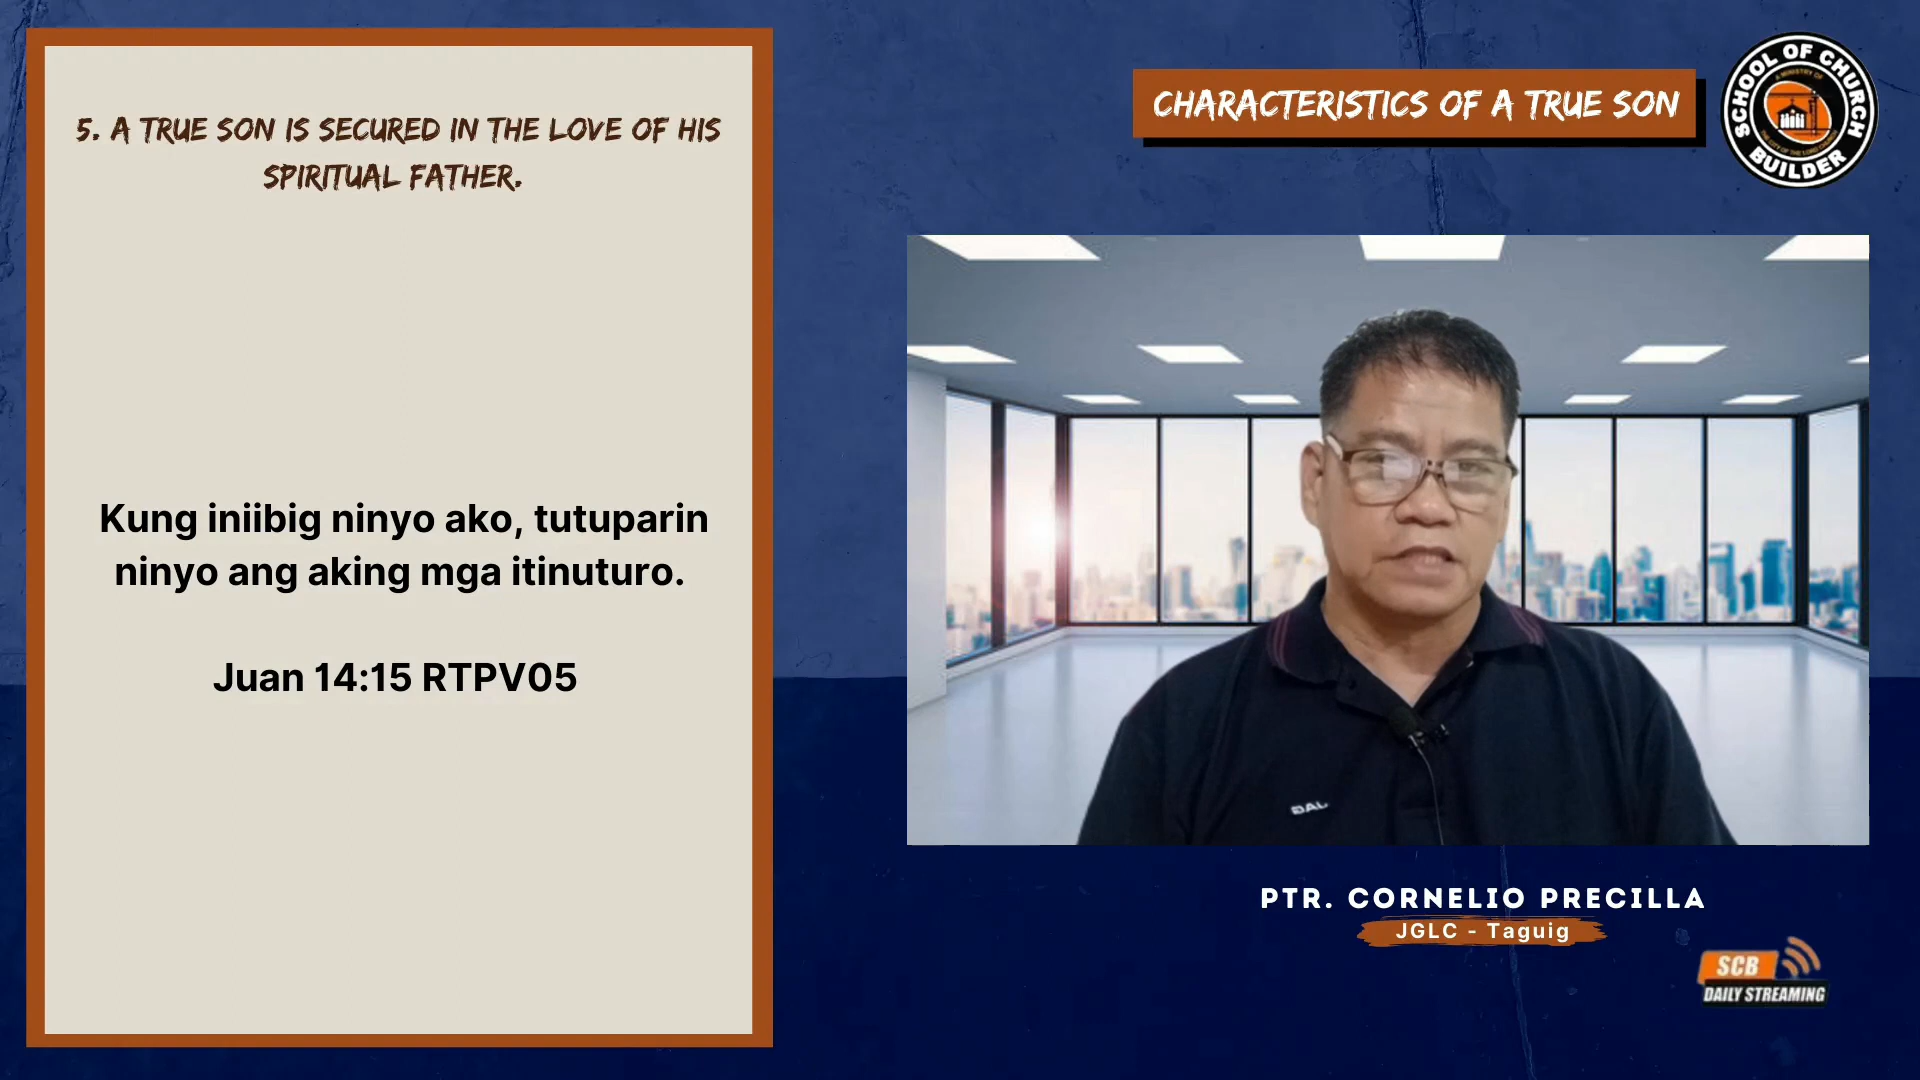 5. A TRUE SON IS SECURED IN THE LOVE OF HIS
SPIRITUAL FATHER.
Kung iniibig ninyo ako, tutuparin
ninyo ang aking mga itinuturo.
Juan 14:15 RTPV05
CHARACTERISTICS OF A TRUE SON
SCHOOL OF CHURCH
BUILDER
PTR. CORNELIO PRECILLA
JGLC - Taguig
SCB
DAILY STREAMING